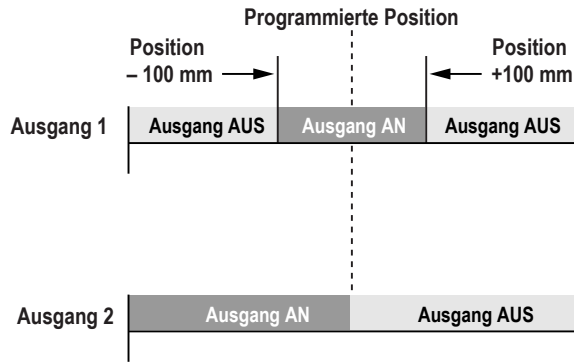 Programmierte Position
Position
– 100 mm
Position
+100 mm
Ausgang 1
Ausgang AUS
Ausgang AN
Ausgang AUS
Ausgang 2
Ausgang AN
Ausgang AUS